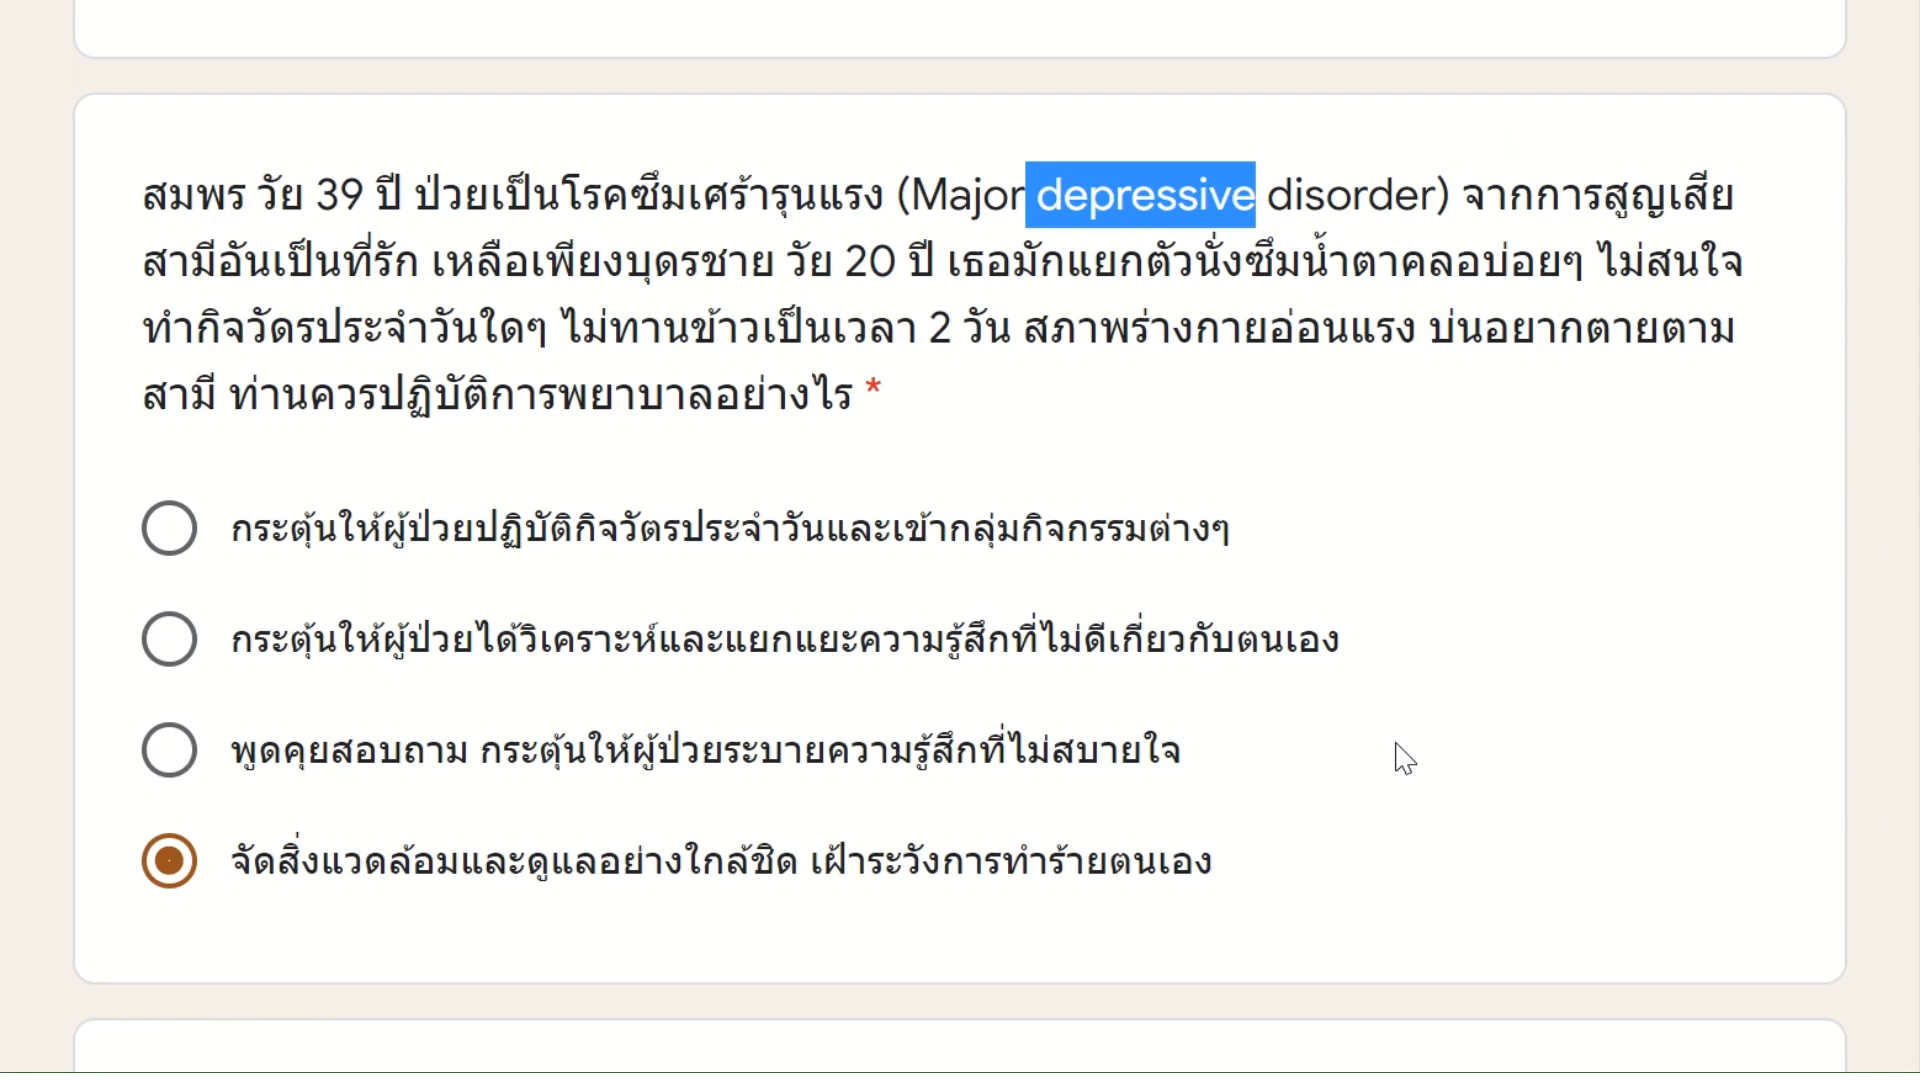 สมพร วัย 39 ปี ป่วยเป็นโรคซึมเศร้ารุนแรง (Major depressive disorder) จากการสูญเสีย
สามีอันเป็นที่รัก เหลือเพียงบุดรชาย วัย 20 ปี เธอมักแยกตัวนั่งซึมน้ำตาคลอบ่อยๆ ไม่สนใจ
ทำกิจวัดรประจำวันใดๆ ไม่ทานข้าวเป็นเวลา 2 วัน สภาพร่างกายอ่อนแรง บ่นอยากตายตาม
สามี ท่านควรปฏิบัติการพยาบาลอย่างไร *
กระตุ้นให้ผู้ป่วยปฏิบัติกิจวัตรประจำวันและเข้ากลุ่มกิจกรรมต่างๆ
กระตุ้นให้ผู้ป่วยได้วิเคราะห์และแยกแยะความรู้สึกที่ไม่ดีเกี่ยวกับตนเอง
พูดคุยสอบถาม กระตุ้นให้ผู้ป่วยระบายความรู้สึกที่ไม่สบายใจ
จัดสิ่งแวดล้อมและดูแลอย่างใกล้ชิด เฝ้าระวังการทำร้ายตนเอง